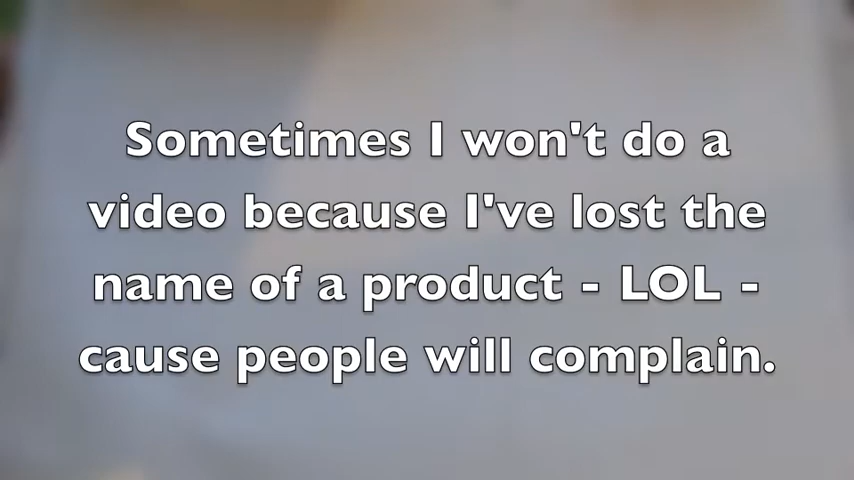 Sometimes I won't do a
video because I've lost the
name of a product - LOL -
cause people will complain.